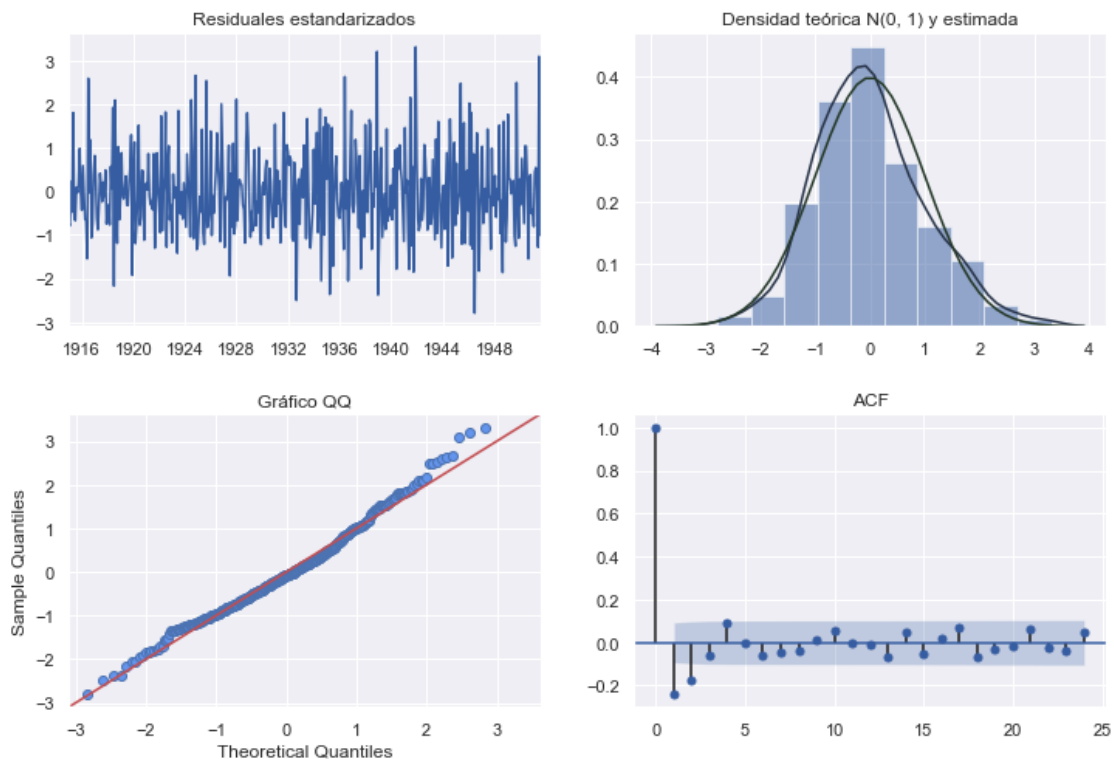 Residuales estandarizados
3
2
1
0
−1
−2
−3
1916 1920 1924 1928 1932 1936 1940 1944 1948
Densidad teórica N(0, 1) y estimada
0.4
0.3
0.2
0.1
0.0
−4 −3 −2 −1 0 1 2 3 4
Gráfico QQ
Sample Quantiles
3
2
1
0
−1
−2
−3
−3 −2 −1 0 1 2 3
Theoretical Quantiles
ACF
1.0
0.8
0.6
0.4
0.2
0.0
−0.2
0 5 10 15 20 25